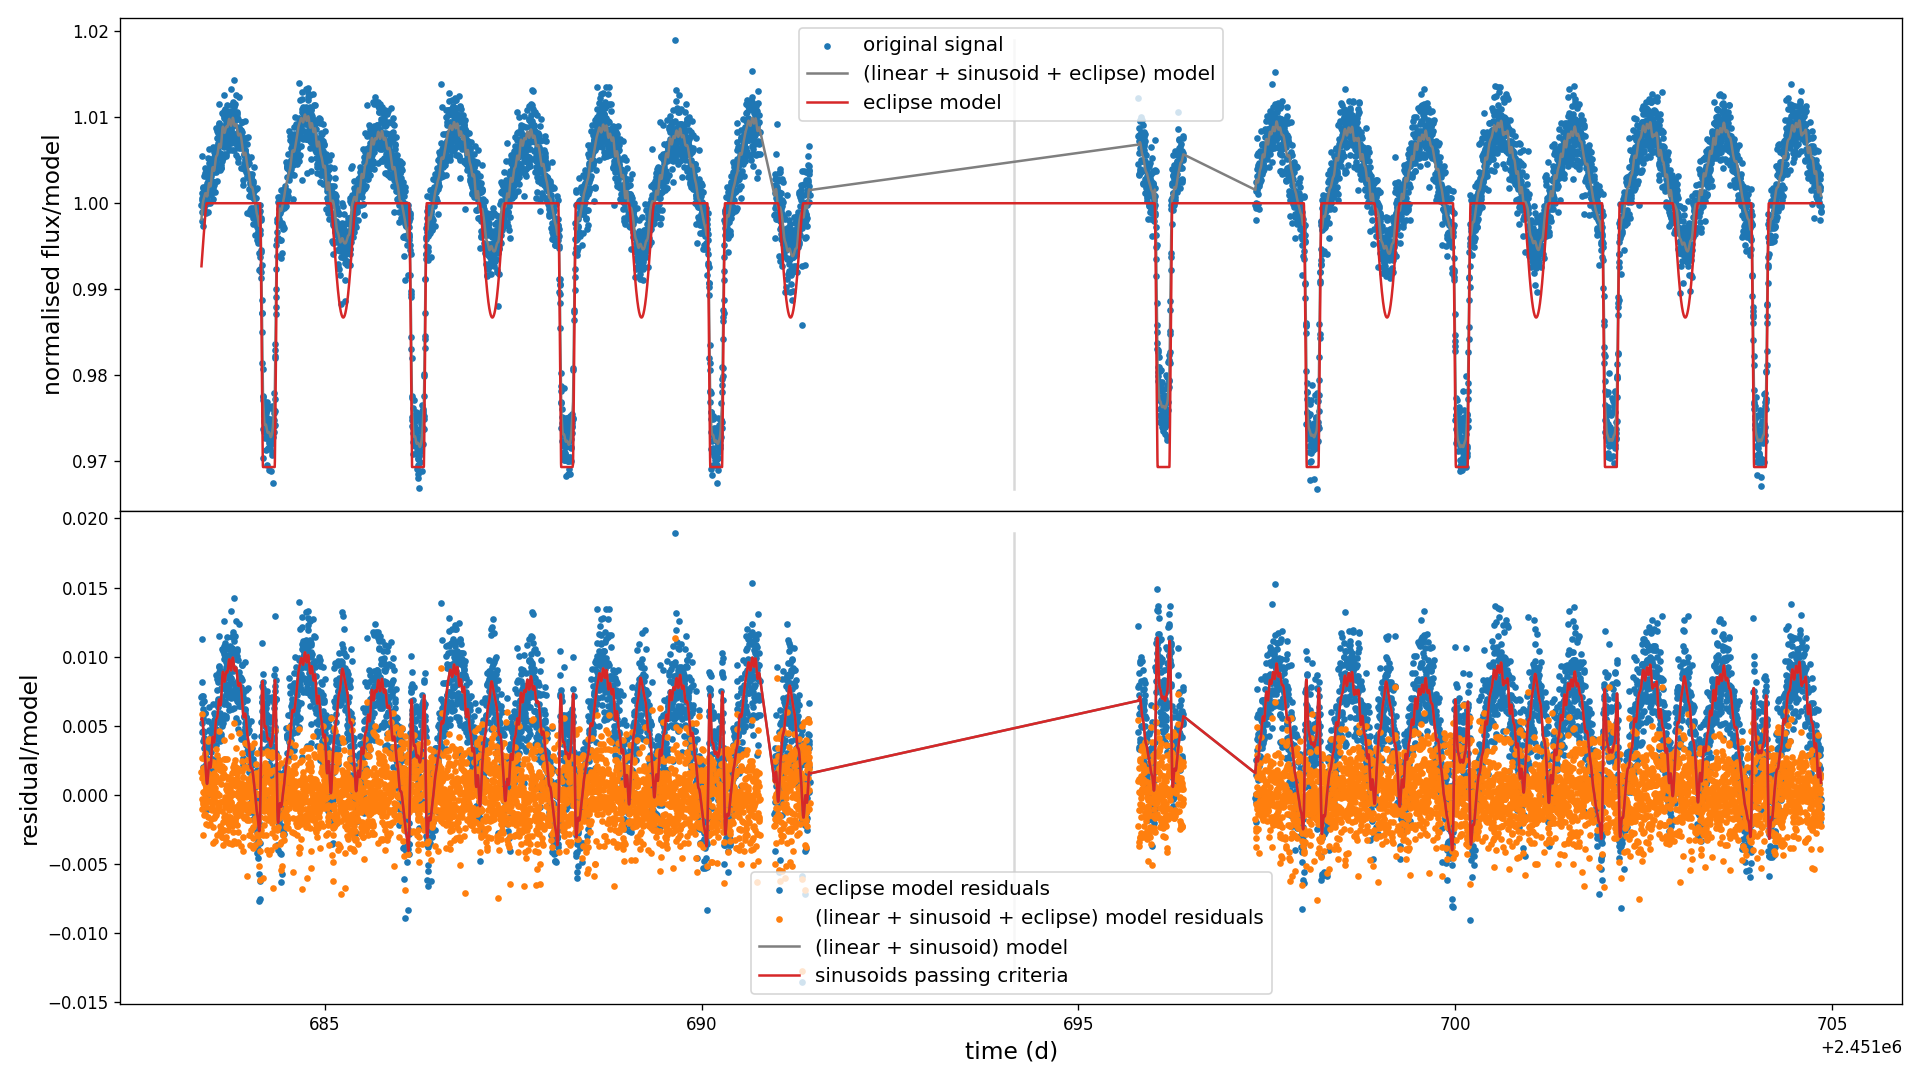 1.02
1.01
1.00
0.99
0.98
0.97
normalised flux/model
original signal
(linear + sinusoid + eclipse) model
eclipse model
0.020
0.015
0.010
0.005
0.000
−0.005
−0.010
−0.015
residual/model
eclipse model residuals
(linear + sinusoid + eclipse) model residuals
(linear + sinusoid) model
sinusoids passing criteria
685
690
695
700
705
+2.451e6
time (d)